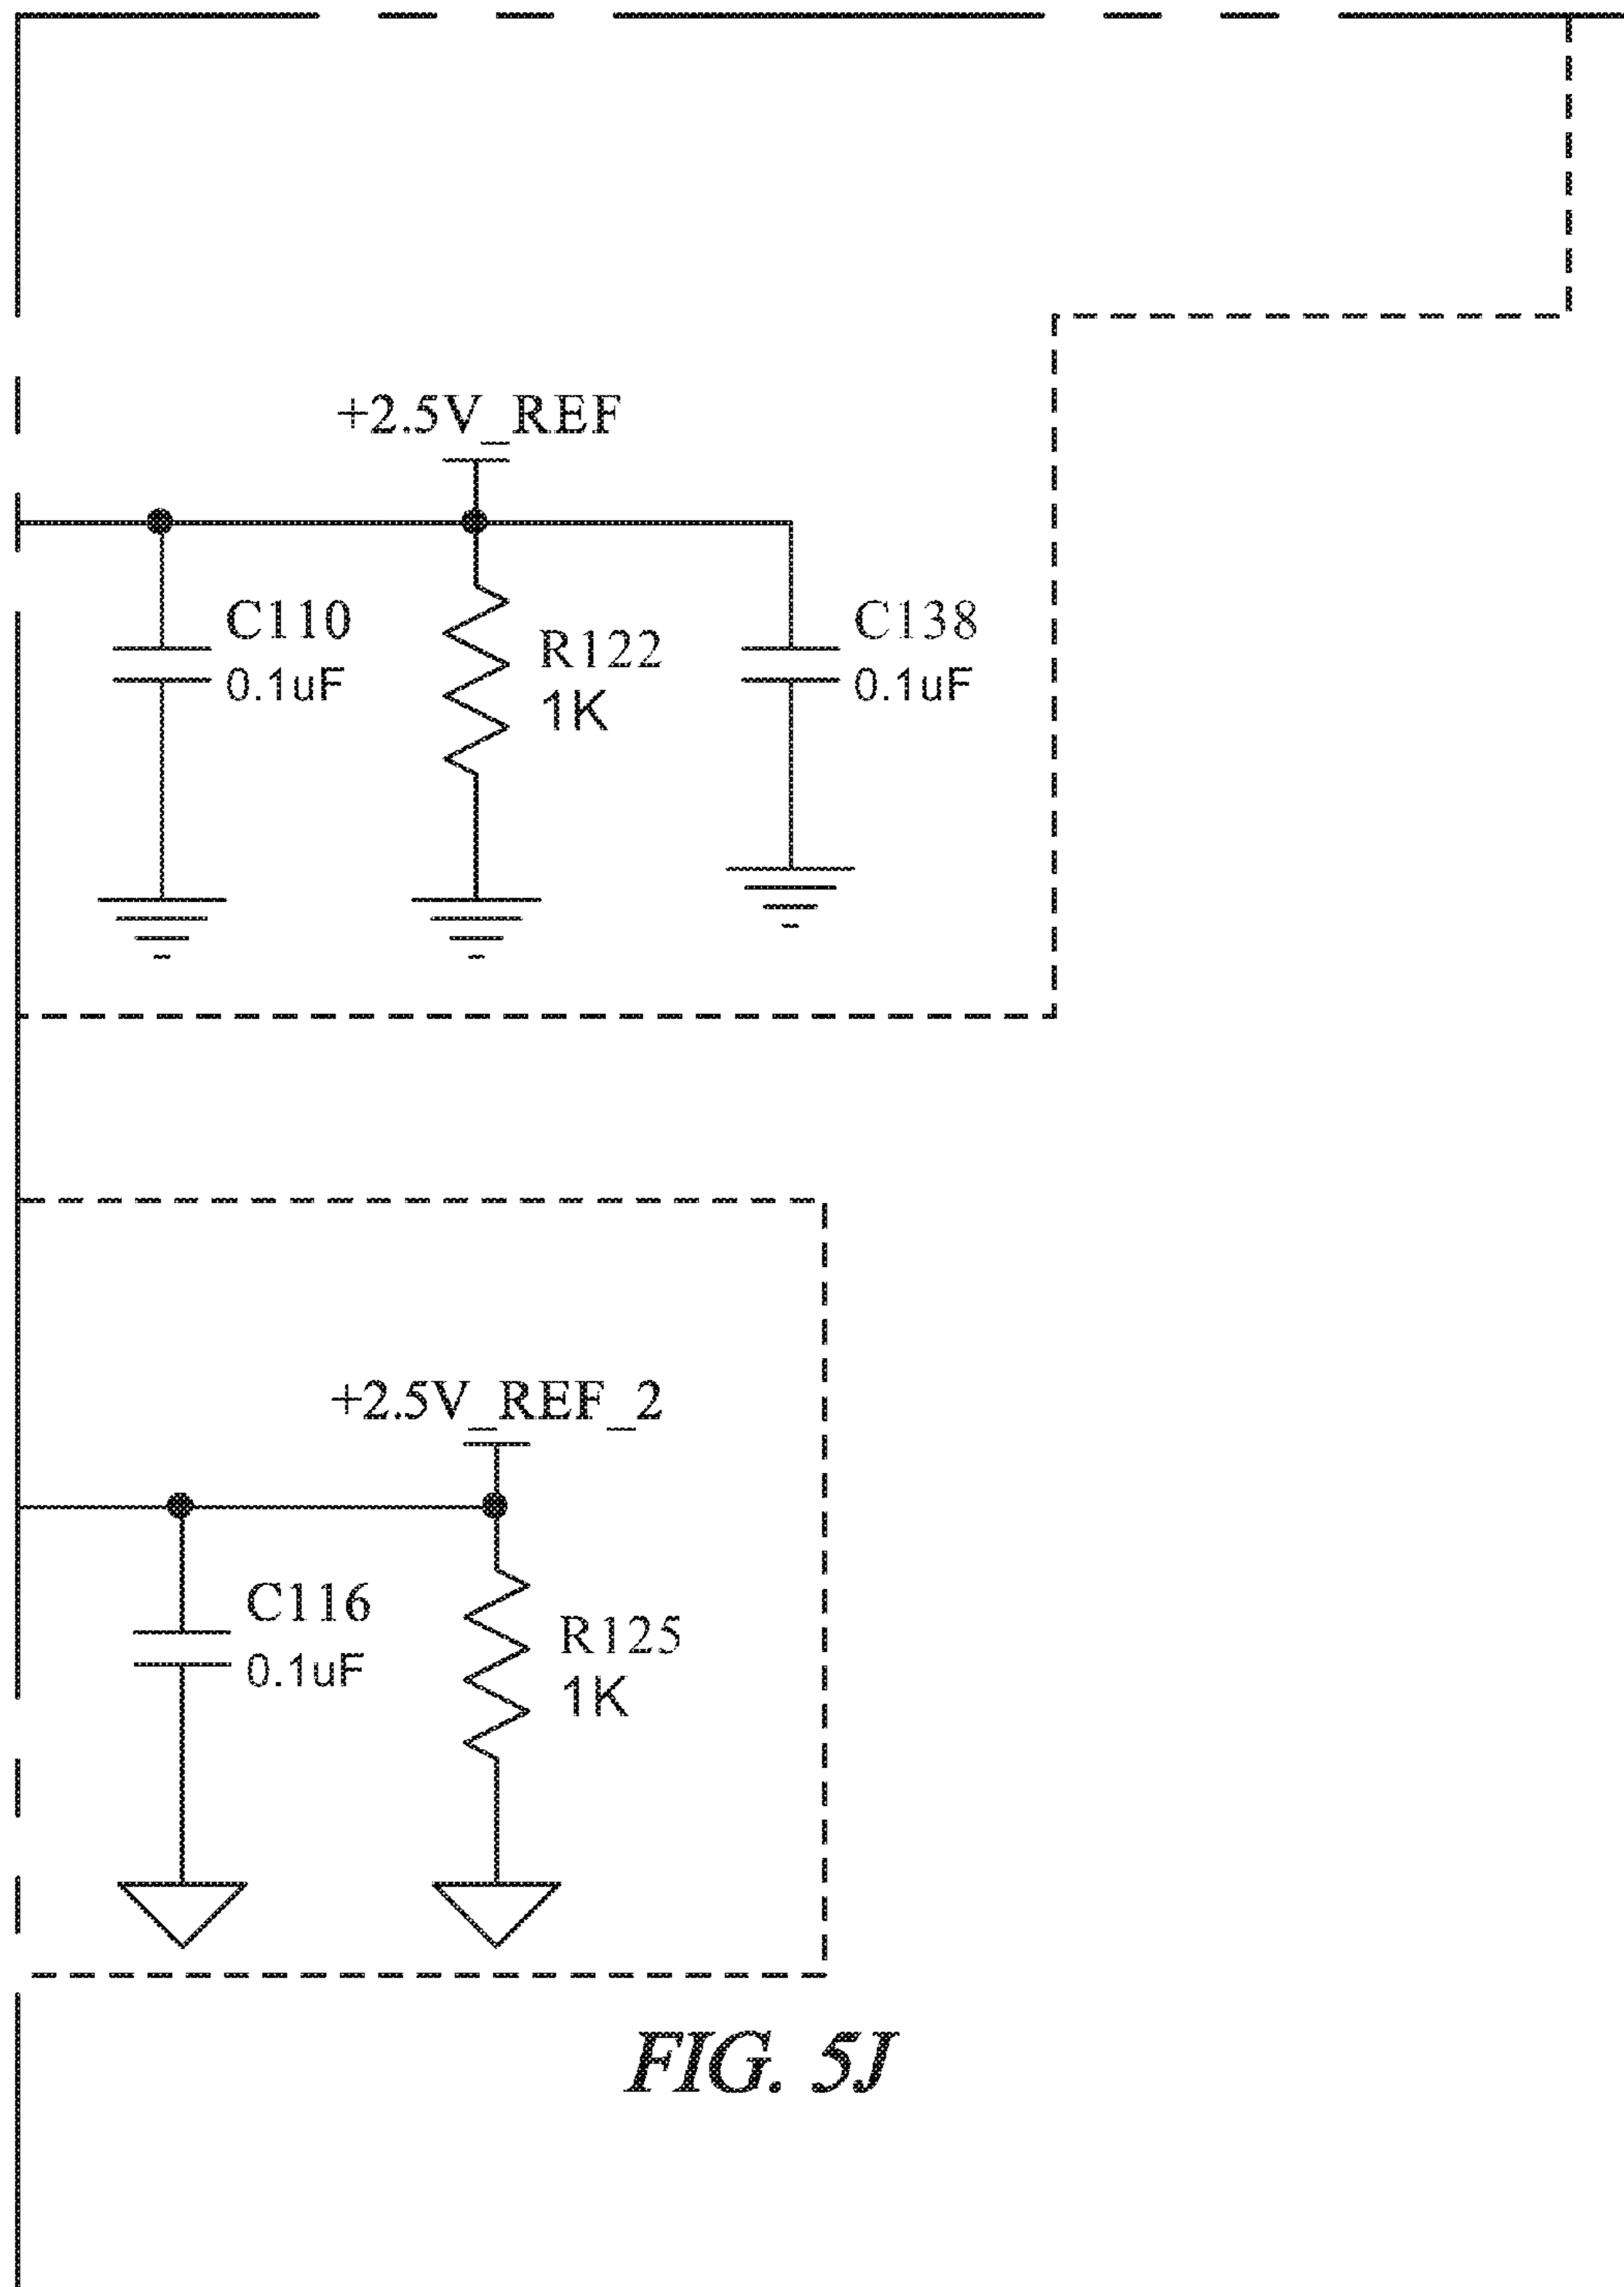 +2.5V_REF
C110
0.1uF
R122
1K
C138
0.1uF
+2.5V_REF_2
C116
0.1uF
R125
1K
FIG. 5J